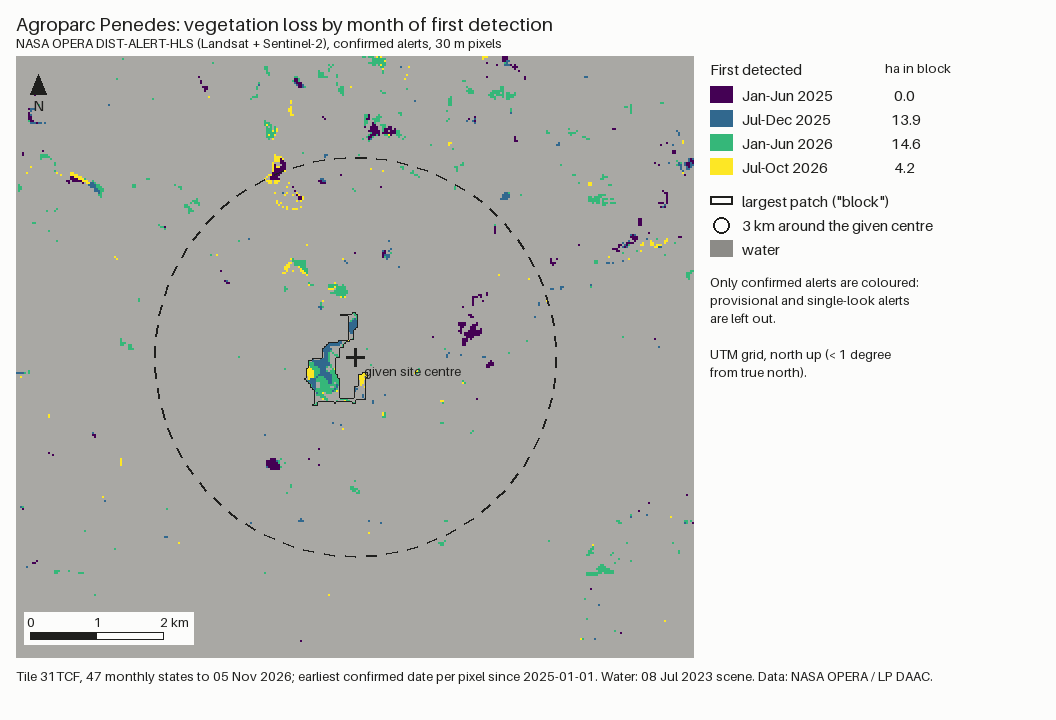 Agroparc Penedes: vegetation loss by month of first detection
NASA OPERA DIST-ALERT-HLS (Landsat + Sentinel-2), confirmed alerts, 30 m pixels
N
given site centre
0 1 2 km
First detected ha in block
Jan-Jun 2025 0.0
Jul-Dec 2025 13.9
Jan-Jun 2026 14.6
Jul-Oct 2026 4.2
largest patch ("block")
3 km around the given centre
water
Only confirmed alerts are coloured:
provisional and single-look alerts
are left out.
UTM grid, north up (< 1 degree
from true north).
Tile 31TCF, 47 monthly states to 05 Nov 2026; earliest confirmed date per pixel since 2025-01-01. Water: 08 Jul 2023 scene. Data: NASA OPERA / LP DAAC.